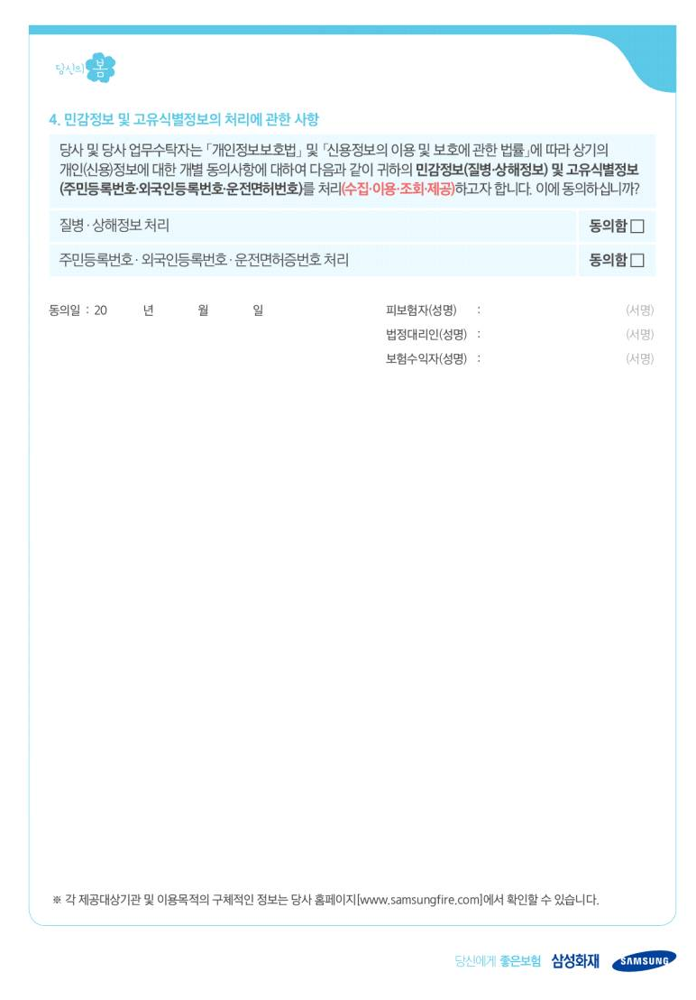 당신의 봄
4. 민감정보 및 고유식별정보의 처리에 관한 사항
당사 및 당사 업무수탁자는 「개인정보보호법」 및 「신용정보의 이용 및 보호에 관한 법률」에 따라 상기의
개인(신용)정보에 대한 개별 동의사항에 대하여 다음과 같이 귀하의 민감정보(질병·상해정보) 및 고유식별정보
(주민등록번호·외국인등록번호·운전면허번호)를 처리(수집·이용·조회·제공)하고자 합니다. 이에 동의하십니까?
질병 · 상해정보 처리 동의함 □
주민등록번호 · 외국인등록번호 · 운전면허증번호 처리 동의함 □
동의일 : 20 년 월 일 피보험자(성명) : (서명)
법정대리인(성명) : (서명)
보험수익자(성명) : (서명)
※ 각 제공대상기관 및 이용목적의 구체적인 정보는 당사 홈페이지[www.samsungfire.com]에서 확인할 수 있습니다.
당신에게 좋은보험 삼성화재 SAMSUNG